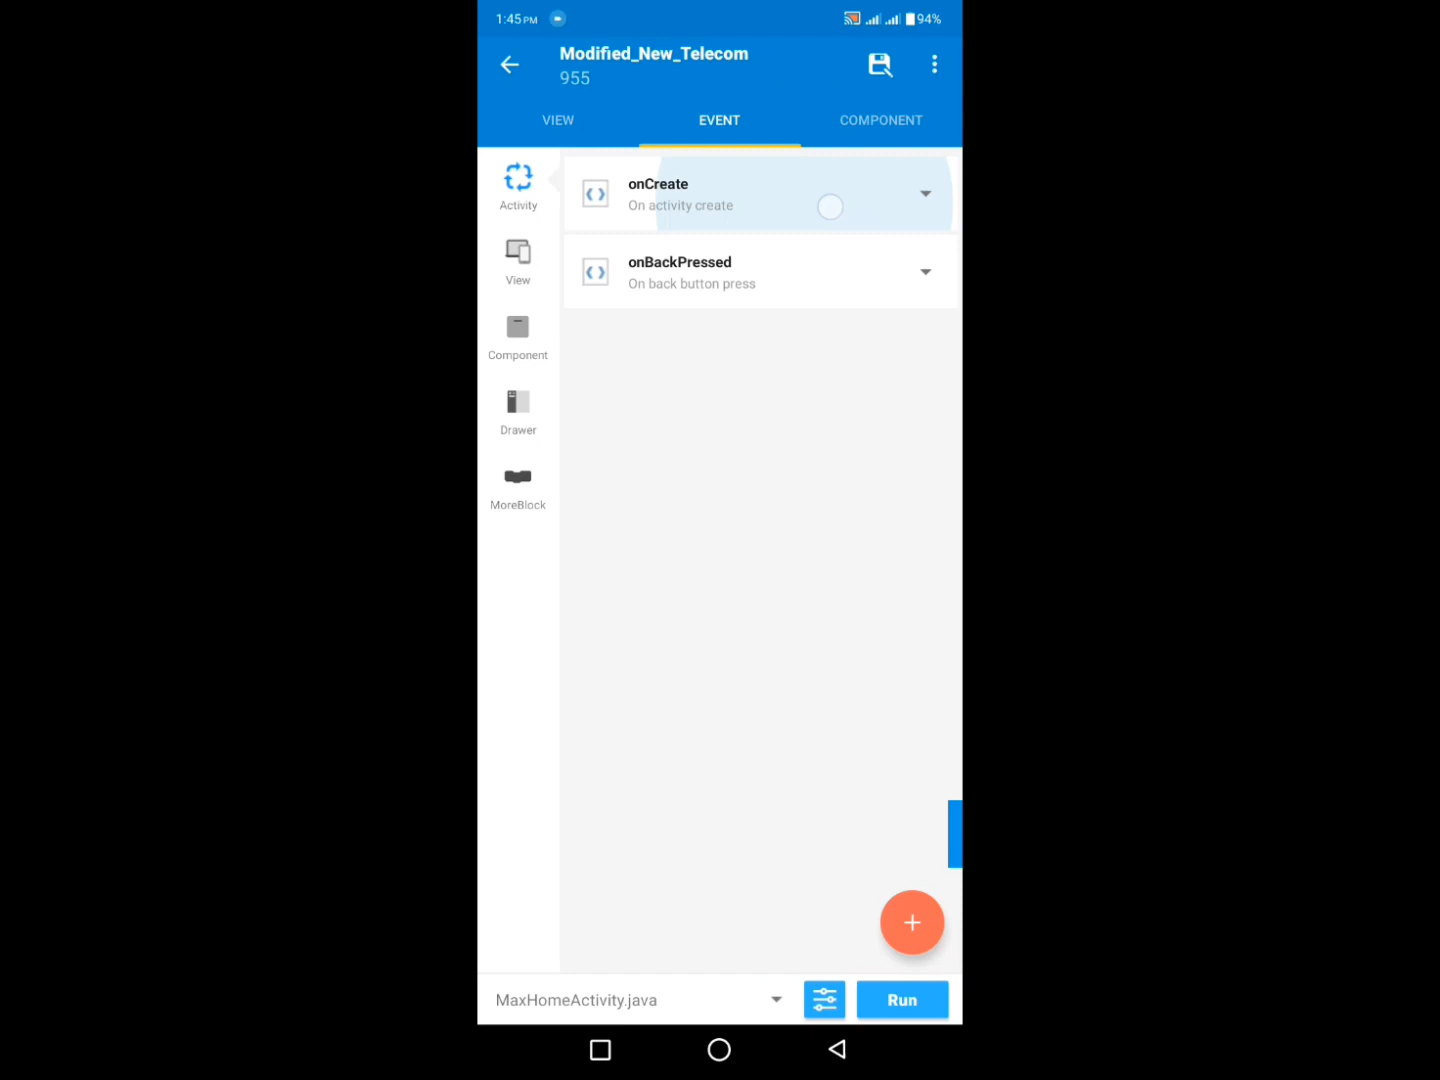 1:45 PM
94%
Modified_New_Telecom
955
VIEW
EVENT
COMPONENT
Activity
View
Component
Drawer
MoreBlock
onCreate
On activity create
onBackPressed
On back button press
+
MaxHomeActivity.java
Run